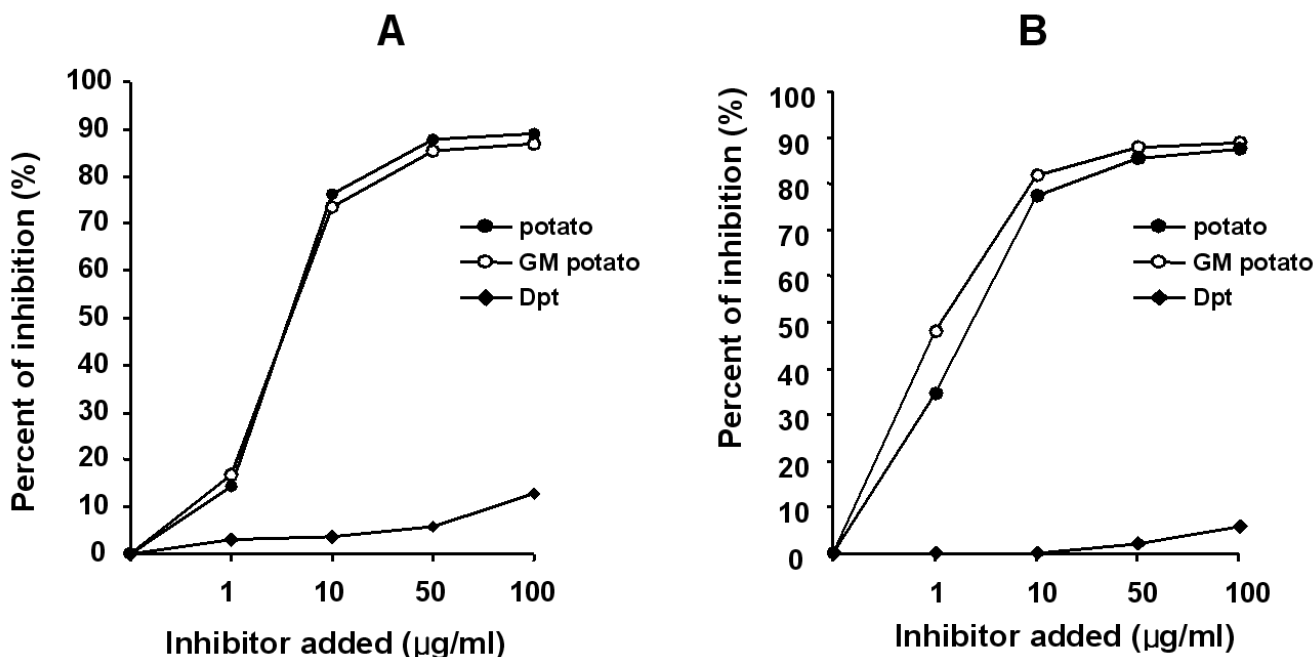 A
Percent of inhibition (%)
100
90
80
70
60
50
40
30
20
10
0
1 10 50 100
Inhibitor added (µg/ml)
potato
GM potato
Dpt
B
Percent of inhibition (%)
100
90
80
70
60
50
40
30
20
10
0
1 10 50 100
Inhibitor added (µg/ml)
potato
GM potato
Dpt